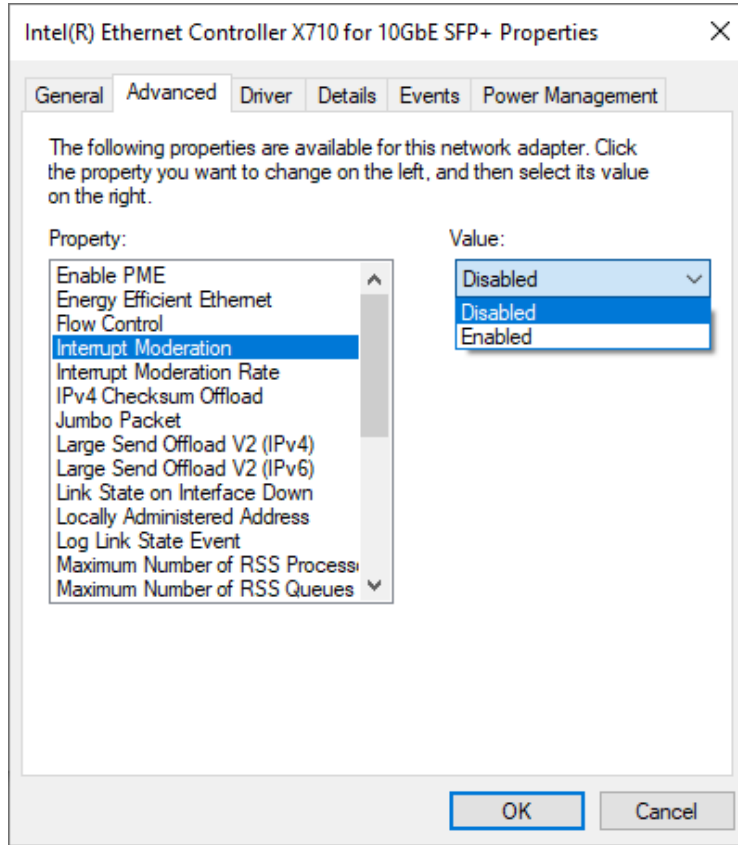 Intel(R) Ethernet Controller X710 for 10GbE SFP+ Properties
General Advanced Driver Details Events Power Management
The following properties are available for this network adapter. Click
the property you want to change on the left, and then select its value
on the right.
Property:
Value:
Enable PME
Energy Efficient Ethernet
Flow Control
Interrupt Moderation
Interrupt Moderation Rate
IPv4 Checksum Offload
Jumbo Packet
Large Send Offload V2 (IPv4)
Large Send Offload V2 (IPv6)
Link State on Interface Down
Locally Administered Address
Log Link State Event
Maximum Number of RSS Process
Maximum Number of RSS Queues
Disabled
Disabled
Enabled
OK
Cancel